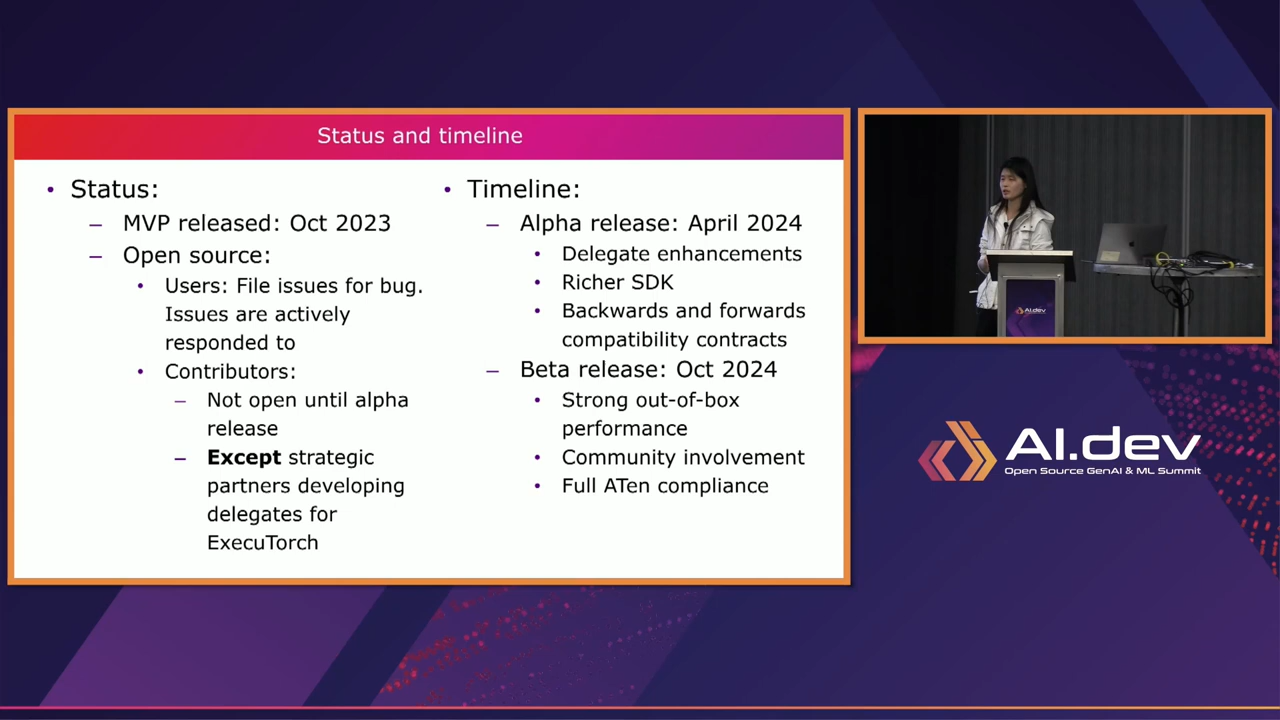 Status and timeline
• Status:
– MVP released: Oct 2023
– Open source:
• Users: File issues for bug.
Issues are actively
responded to
• Contributors:
– Not open until alpha
release
– Except strategic
partners developing
delegates for
ExecuTorch
• Timeline:
– Alpha release: April 2024
• Delegate enhancements
• Richer SDK
• Backwards and forwards
compatibility contracts
– Beta release: Oct 2024
• Strong out-of-box
performance
• Community involvement
• Full ATen compliance
AI.dev
AI.dev
Open Source GenAI & ML Summit